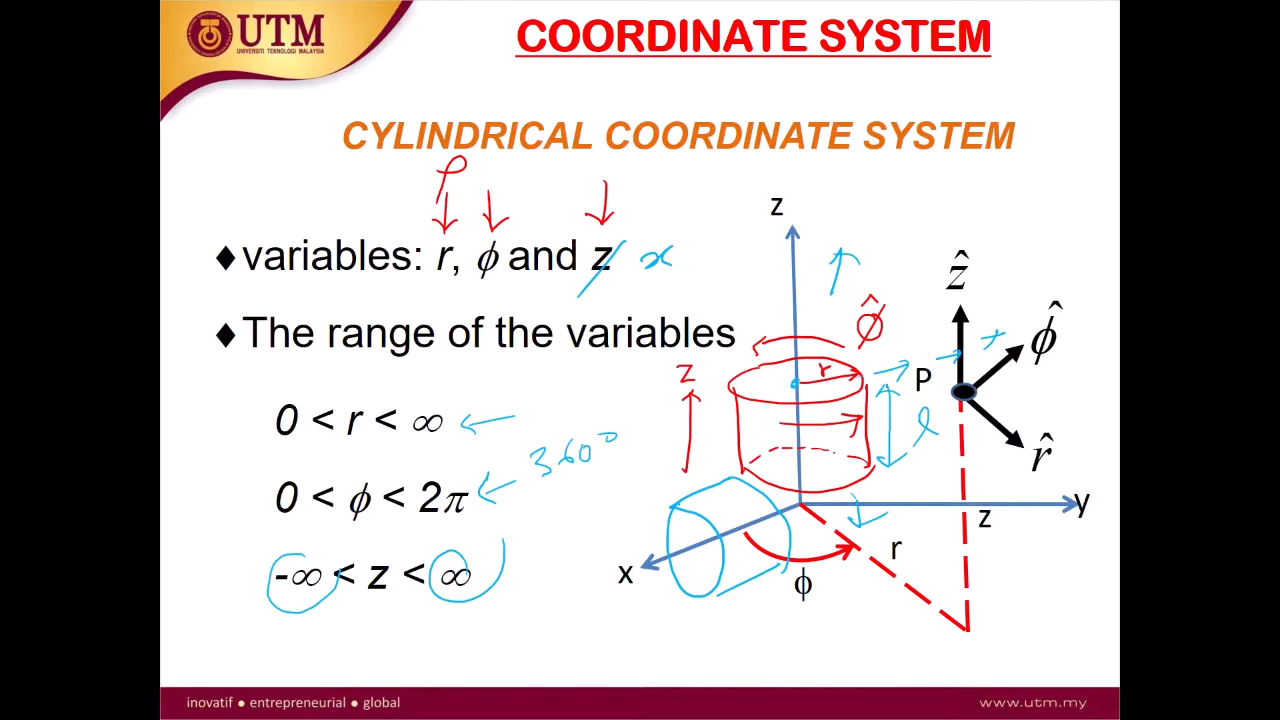 UTM
UNIVERSITI TEKNOLOGI MALAYSIA
COORDINATE SYSTEM
CYLINDRICAL COORDINATE SYSTEM
ρ
♦variables: r, ϕ and z x
♦The range of the variables
0 < r < ∞
360°
0 < ϕ < 2π
-∞ < z < ∞
z
ẑ
ϕ̂
ϕ̂
r
z
P
l
r̂
y
z
r
x
ϕ
inovatif ● entrepreneurial ● global
www.utm.my